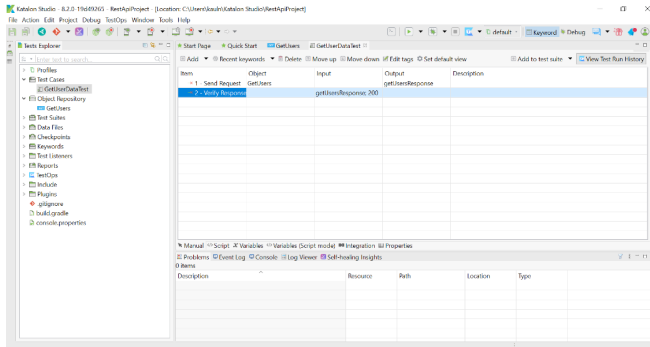 Katalon Studio - 8.2.0 - 19d49265 - RestApiProject - [Location: C:\Users\ksuln\Katalon Studio\RestApiProject]
File Action Edit Project Debug TestOps Window Tools Help
default Keyword Debug
Tests Explorer
Start Page Quick Start GetUsers GetUserDataTest
Enter text to search...
Add Recent keywords Delete Move up Move down Edit tags Set default view Add to test suite View Test Run History
Profiles
Test Cases
GetUserDataTest
Object Repository
GetUsers
Test Suites
Data Files
Checkpoints
Keywords
Test Listeners
Reports
TestOps
Include
Plugins
.gitignore
build.gradle
console.properties
Item Object Input Output Description
1 - Send Request GetUsers getUsersResponse
2 - Verify Response getUsersResponse; 200
Manual Script Variables Variables (Script mode) Integration Properties
Problems Event Log Console Log Viewer Self-healing Insights
0 items
Description Resource Path Location Type